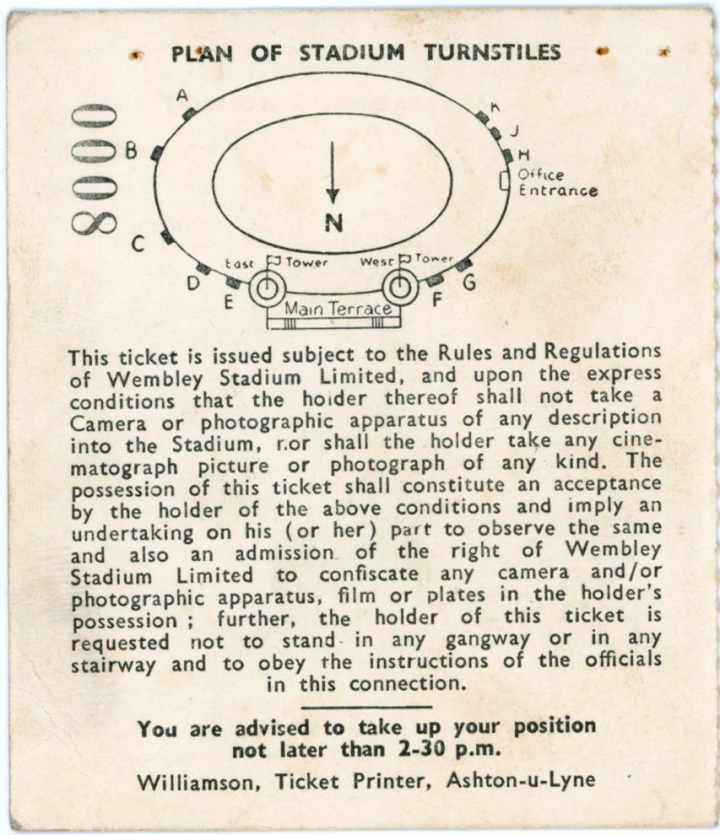 PLAN OF STADIUM TURNSTILES
8000
A
B
C
D
E
K
J
H
Office
Entrance
N
East Tower
West Tower
F
G
Main Terrace
This ticket is issued subject to the Rules and Regulations
of Wembley Stadium Limited, and upon the express
conditions that the holder thereof shall not take a
Camera or photographic apparatus of any description
into the Stadium, nor shall the holder take any cine-
matograph picture or photograph of any kind. The
possession of this ticket shall constitute an acceptance
by the holder of the above conditions and imply an
undertaking on his (or her) part to observe the same
and also an admission of the right of Wembley
Stadium Limited to confiscate any camera and/or
photographic apparatus, film or plates in the holder's
possession ; further, the holder of this ticket is
requested not to stand in any gangway or in any
stairway and to obey the instructions of the officials
in this connection.
You are advised to take up your position
not later than 2-30 p.m.
Williamson, Ticket Printer, Ashton-u-Lyne